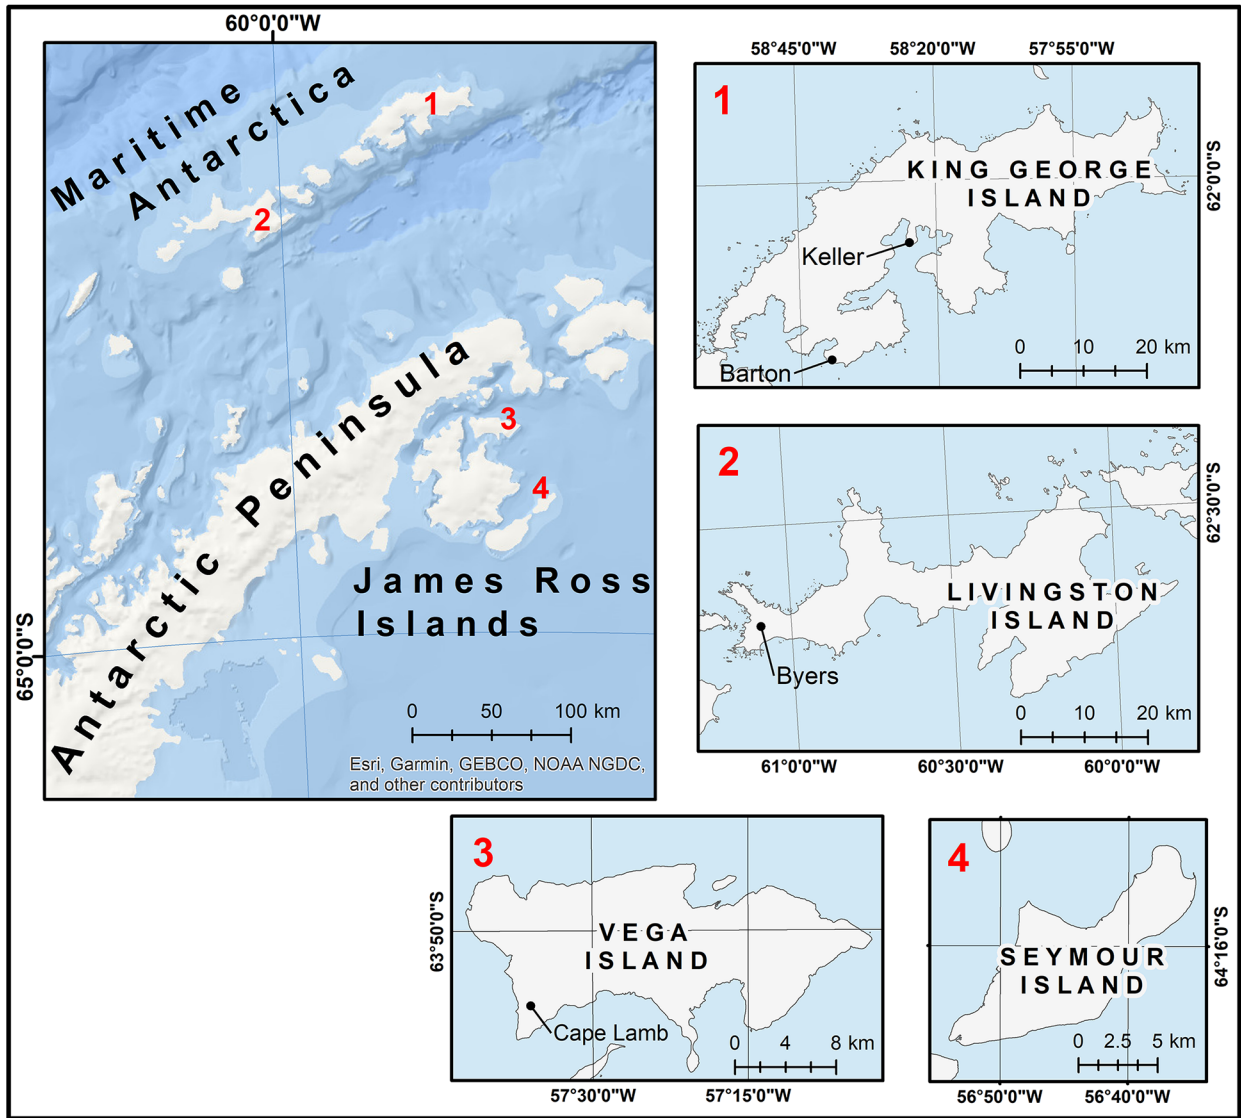 60°0'0"W
Maritime
Antarctica
1
2
3
4
Antarctic Peninsula
James Ross
Islands
65°0'0"S
0 50 100 km
Esri, Garmin, GEBCO, NOAA NGDC,
and other contributors
58°45'0"W 58°20'0"W 57°55'0"W
1
KING GEORGE
ISLAND
62°0'0"S
Keller
Barton
0 10 20 km
2
62°30'0"S
LIVINGSTON
ISLAND
Byers
0 10 20 km
61°0'0"W 60°30'0"W 60°0'0"W
3
63°50'0"S
VEGA
ISLAND
Cape Lamb
0 4 8 km
57°30'0"W 57°15'0"W
4
SEYMOUR
ISLAND
64°16'0"S
0 2.5 5 km
56°50'0"W 56°40'0"W